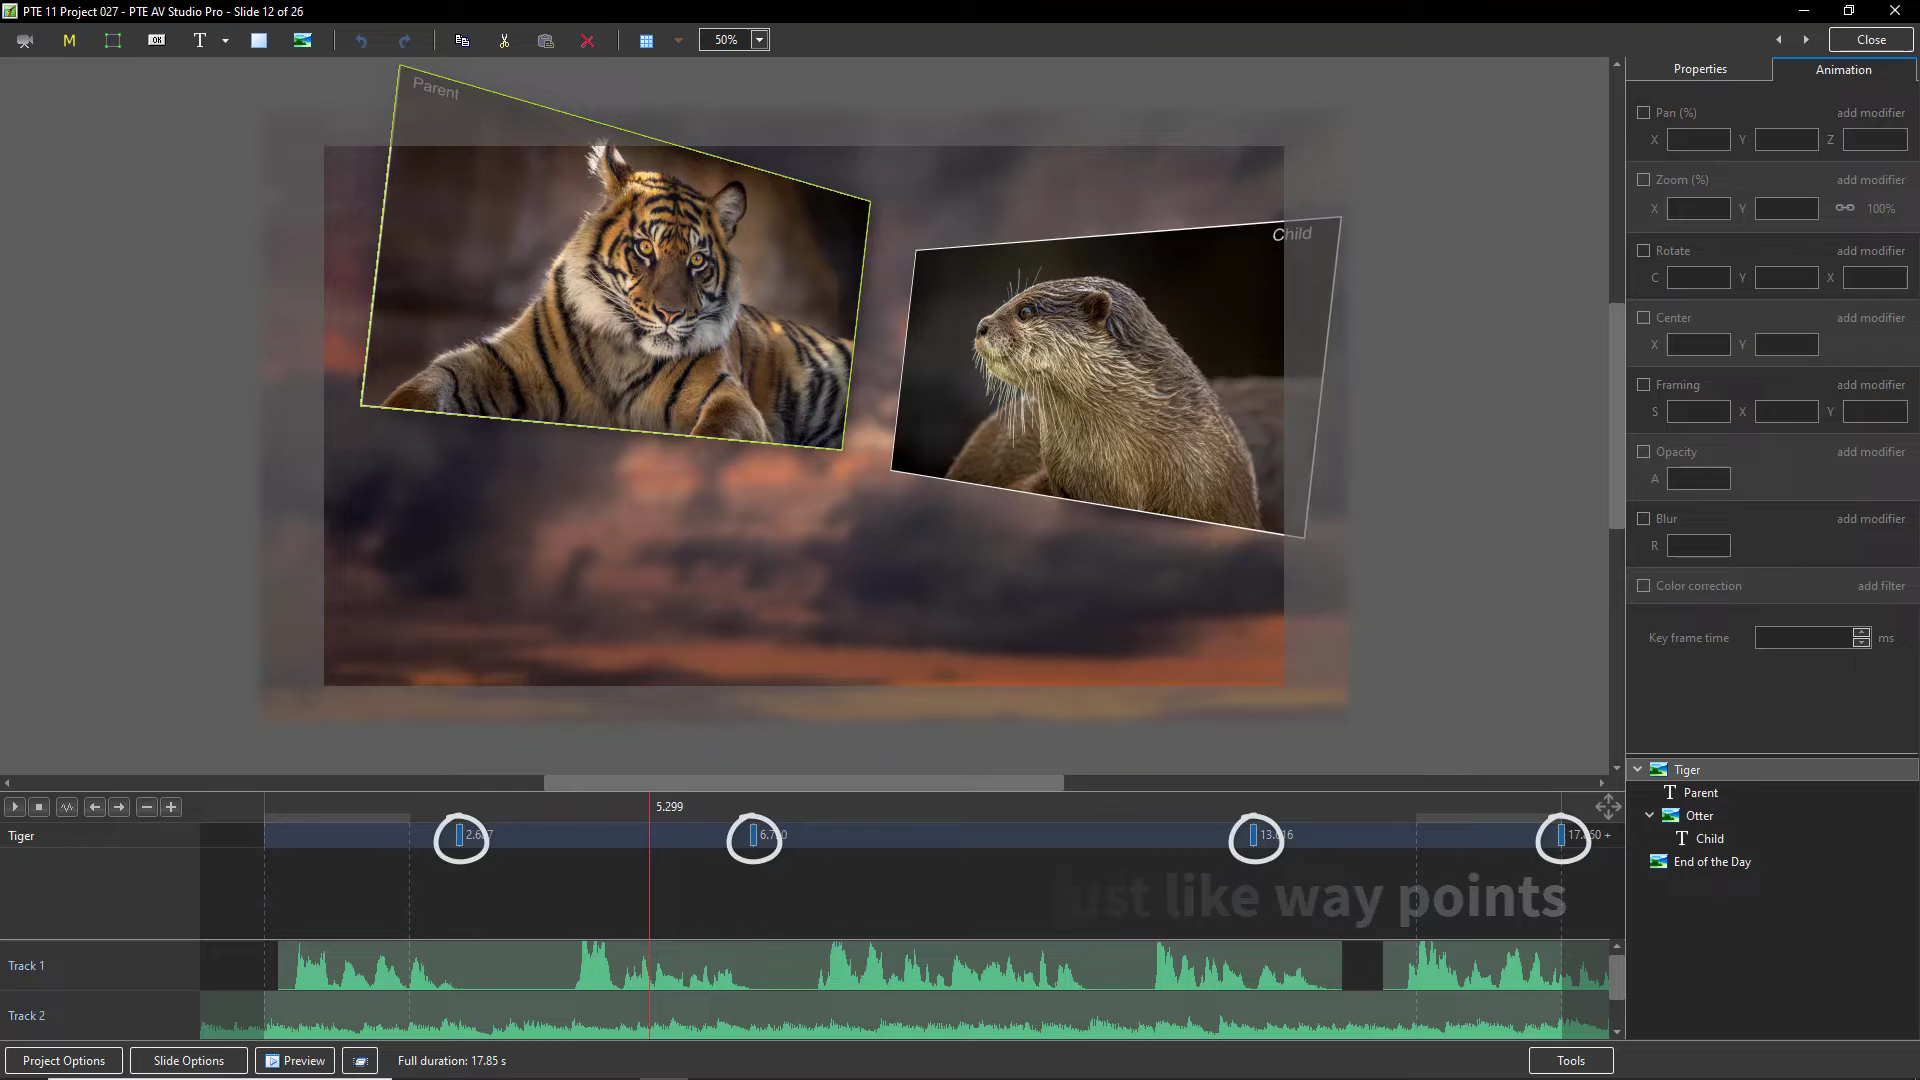 PTE 11 Project 027 - PTE AV Studio Pro - Slide 12 of 26
M
OK
T
50%
Close
Properties
Animation
Parent
Child
Pan (%)
add modifier
X
Y
Z
Zoom (%)
add modifier
X
Y
100%
Rotate
add modifier
C
Y
X
Center
add modifier
X
Y
Framing
add modifier
S
X
Y
Opacity
add modifier
A
Blur
add modifier
R
Color correction
add filter
Key frame time
ms
Tiger
T Parent
Otter
T Child
End of the Day
5.299
Tiger
just like way points
Track 1
Track 2
Project Options
Slide Options
Preview
Full duration: 17.85 s
Tools